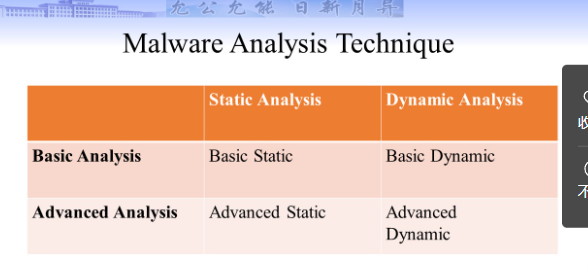 允公允能 日新月异
Malware Analysis Technique
Static Analysis
Dynamic Analysis
Basic Analysis
Basic Static
Basic Dynamic
Advanced Analysis
Advanced Static
Advanced
Dynamic
收
不